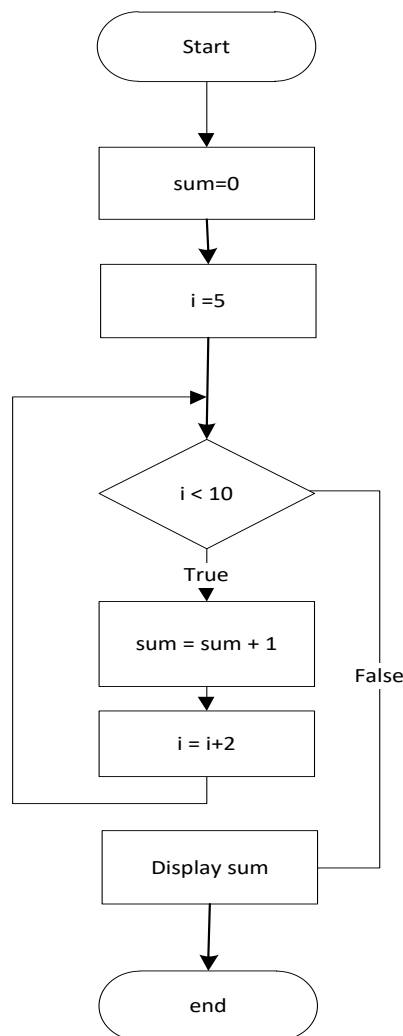 Start
sum=0
i =5
i < 10
True
sum = sum + 1
False
i = i+2
Display sum
end